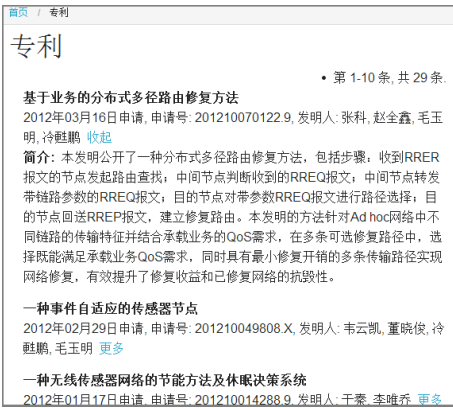 首页 / 专利
专利
• 第 1-10 条, 共 29 条.
基于业务的分布式多径路由修复方法
2012年03月16日申请, 申请号: 201210070122.9, 发明人: 张科, 赵全鑫, 毛玉
明, 冷甦鹏 收起
简介: 本发明公开了一种分布式多径路由修复方法，包括步骤：收到RRER
报文的节点发起路由查找；中间节点判断收到的RREQ报文；中间节点转发
带链路参数的RREQ报文；目的节点对带参数RREQ报文进行路径选择；目
的节点回送RREP报文，建立修复路由。本发明的方法针对Ad hoc网络中不
同链路的传输特征并结合承载业务的QoS需求，在多条可选修复路径中，选
择既能满足承载业务QoS需求，同时具有最小修复开销的多条传输路径实现
网络修复，有效提升了修复收益和已修复网络的抗毁性。
一种事件自适应的传感器节点
2012年02月29日申请, 申请号: 201210049808.X, 发明人: 韦云凯, 董晓俊, 冷
甦鹏, 毛玉明 更多
一种无线传感器网络的节能方法及休眠决策系统
2012年01月17日申请, 申请号: 201210014288.9, 发明人: 于秦, 李唯乔 更多